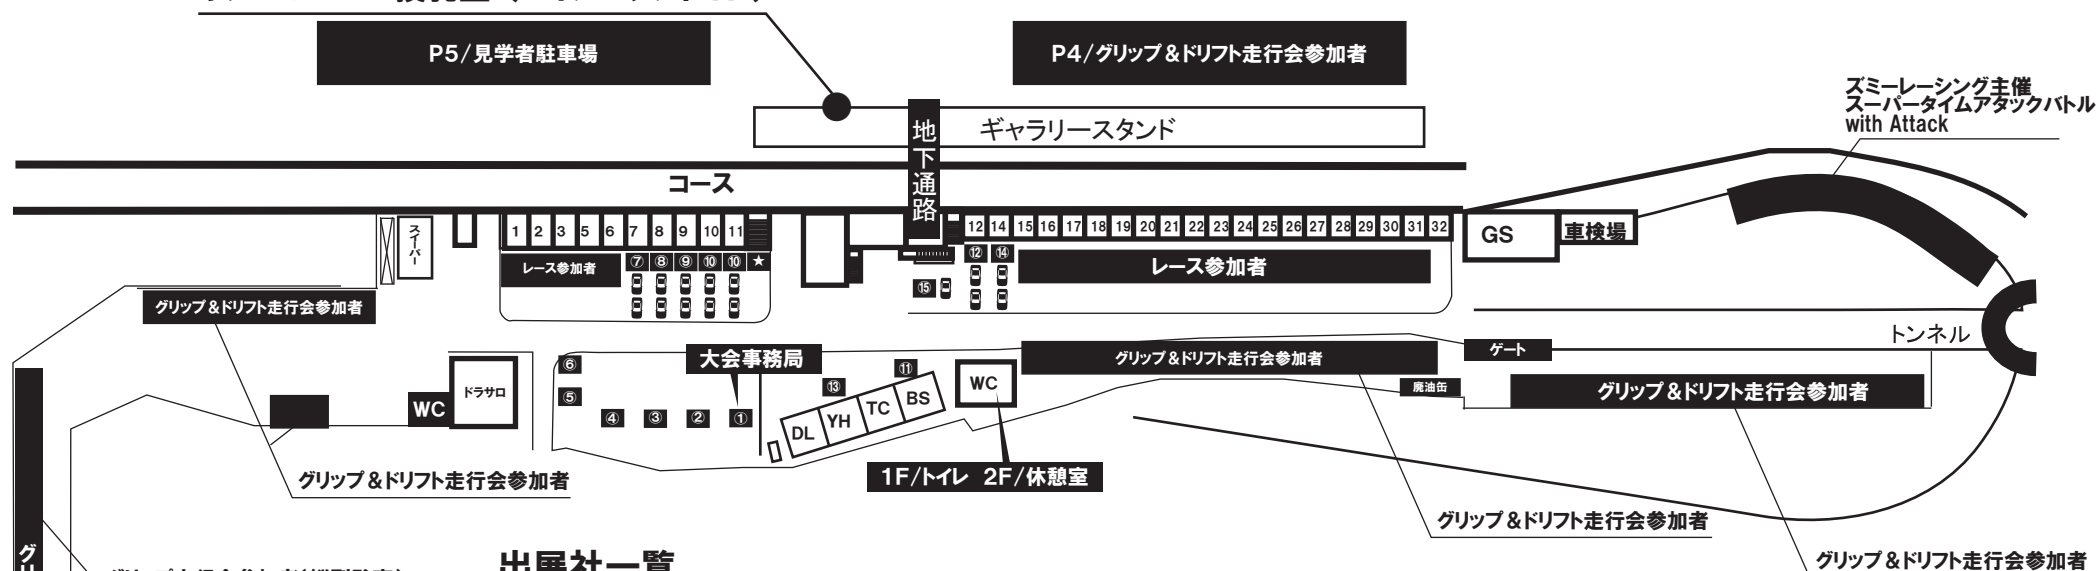 P5/見学者駐車場
P4/グリップ&ドリフト走行会参加者
ズミーレーシング主催
スーパータイムアタックバトル
with Attack
地下通路
ギャラリースタンド
コース
スイーパー
1 2 3 5 6 7 8 9 10 11
12 14 15 16 17 18 19 20 21 22 23 24 25 26 27 28 29 30 31 32
GS
車検場
レース参加者
⑦ ⑧ ⑨ ⑩ ⑩ ★
⑫ ⑭
⑮
レース参加者
グリップ&ドリフト走行会参加者
トンネル
ゲート
大会事務局
グリップ&ドリフト走行会参加者
⑥
⑤
④ ③ ② ①
⑬
⑪
DL YH TC BS
WC
ドラサロ
WC
廃油缶
グリップ&ドリフト走行会参加者
1F/トイレ 2F/休憩室
グリップ&ドリフト走行会参加者
グリップ&ドリフト走行会参加者
グリップ&ドリフト走行会参加者
出展社一覧